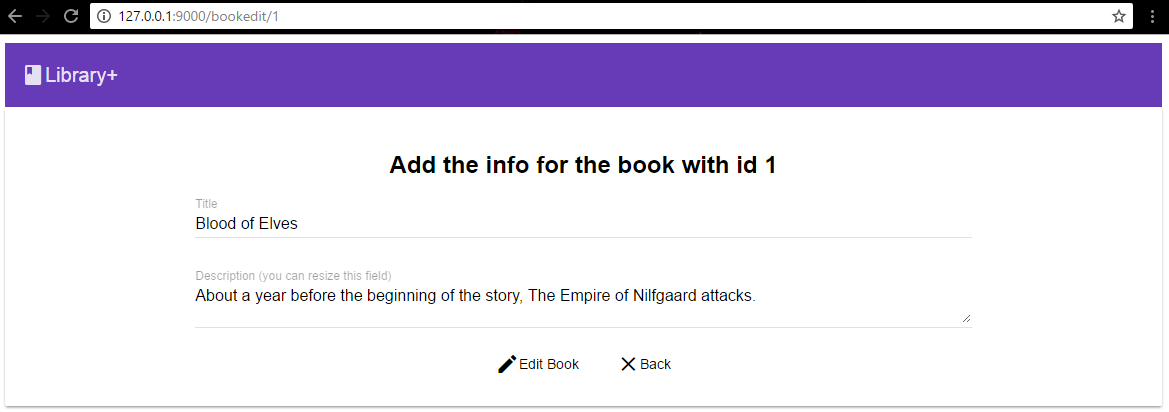 127.0.0.1:9000/bookedit/1
Library+
Add the info for the book with id 1
Title
Blood of Elves
Description (you can resize this field)
About a year before the beginning of the story, The Empire of Nilfgaard attacks.
Edit Book Back